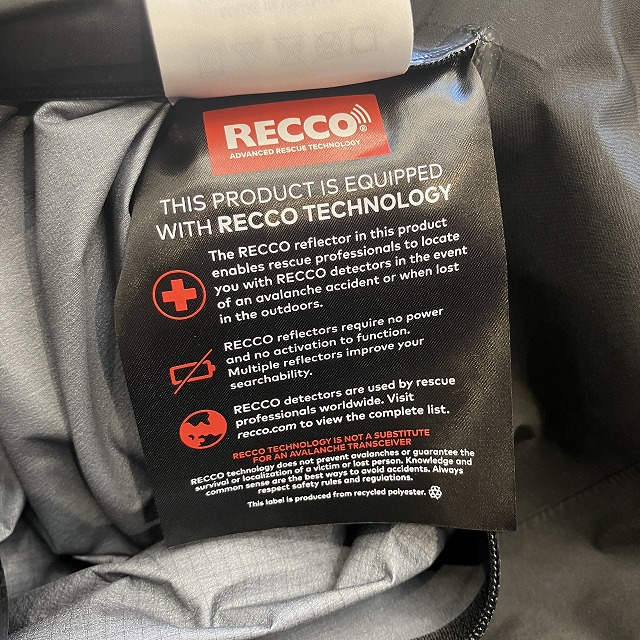 RECCO®
ADVANCED RESCUE TECHNOLOGY
THIS PRODUCT IS EQUIPPED
WITH RECCO TECHNOLOGY
The RECCO reflector in this product
enables rescue professionals to locate
you with RECCO detectors in the event
of an avalanche accident or when lost
in the outdoors.
RECCO reflectors require no power
and no activation to function.
Multiple reflectors improve your
searchability.
RECCO detectors are used by rescue
professionals worldwide. Visit
recco.com to view the complete list.
RECCO TECHNOLOGY IS NOT A SUBSTITUTE
FOR AN AVALANCHE TRANSCEIVER
RECCO technology does not prevent avalanches or guarantee the
survival or localization of a victim or lost person. Knowledge and
common sense are the best ways to avoid accidents. Always
respect safety rules and regulations.
This label is produced from recycled polyester.